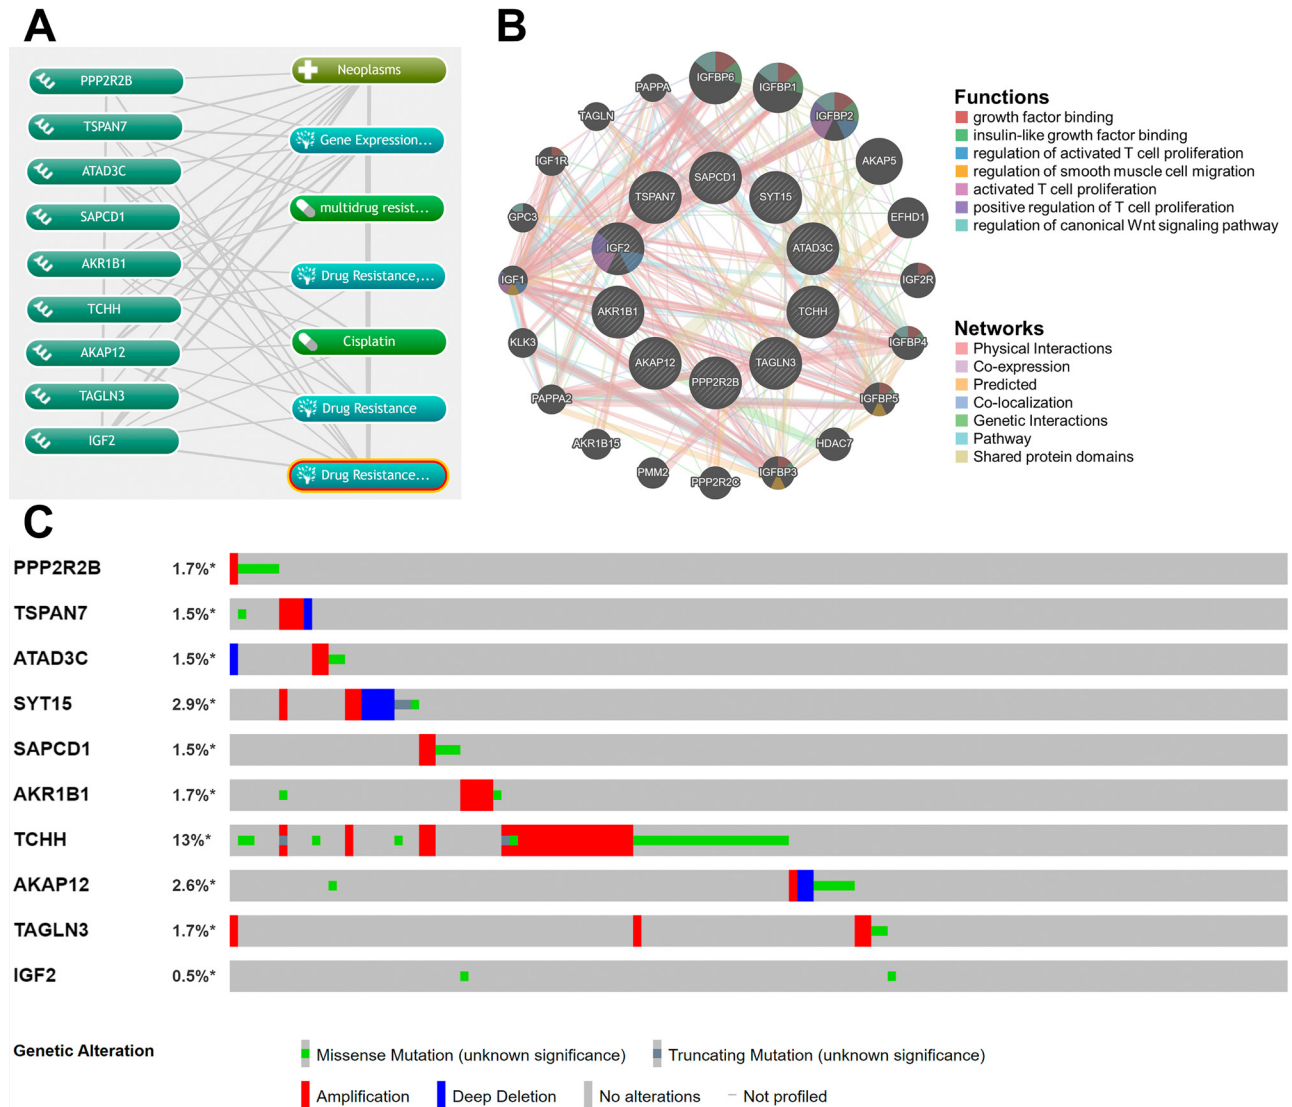 A
PPP2R2B
TSPAN7
ATAD3C
SAPCD1
AKR1B1
TCHH
AKAP12
TAGLN3
IGF2
Neoplasms
Gene Expression...
multidrug resist...
Drug Resistance,...
Cisplatin
Drug Resistance
Drug Resistance...
B
PAPPA
IGFBP6
IGFBP1
IGFBP2
TAGLN
AKAP5
IGF1R
EFHD1
GPC3
IGF2R
IGF1
IGFBP4
KLK3
IGFBP5
PAPPA2
HDAC7
AKR1B15
PMM2
PPP2R2C
IGFBP3
SAPCD1
TSPAN7
SYT15
IGF2
ATAD3C
AKR1B1
TCHH
AKAP12
TAGLN3
PPP2R2B
Functions
growth factor binding
insulin-like growth factor binding
regulation of activated T cell proliferation
regulation of smooth muscle cell migration
activated T cell proliferation
positive regulation of T cell proliferation
regulation of canonical Wnt signaling pathway
Networks
Physical Interactions
Co-expression
Predicted
Co-localization
Genetic Interactions
Pathway
Shared protein domains
C
PPP2R2B 1.7%*
TSPAN7 1.5%*
ATAD3C 1.5%*
SYT15 2.9%*
SAPCD1 1.5%*
AKR1B1 1.7%*
TCHH 13%*
AKAP12 2.6%*
TAGLN3 1.7%*
IGF2 0.5%*
Genetic Alteration
Missense Mutation (unknown significance)
Truncating Mutation (unknown significance)
Amplification
Deep Deletion
No alterations
Not profiled